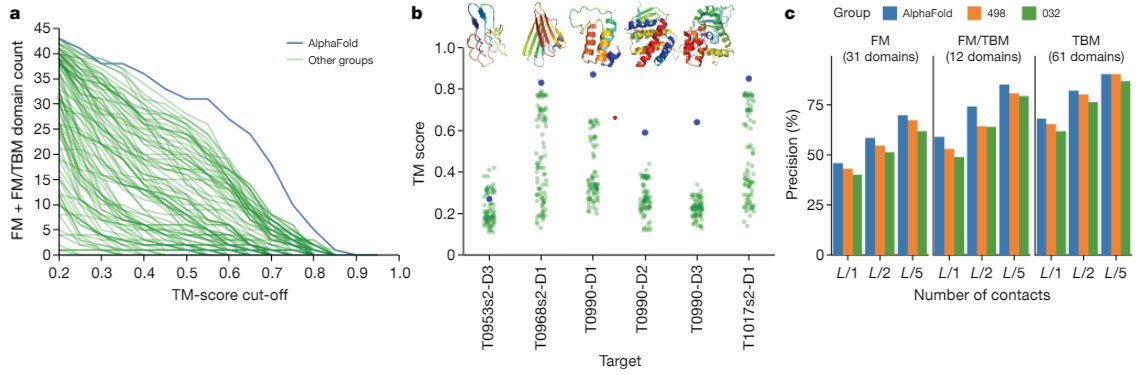 a
FM + FM/TBM domain count
45
40
35
30
25
20
15
10
5
0
AlphaFold
Other groups
0.2 0.3 0.4 0.5 0.6 0.7 0.8 0.9 1.0
TM-score cut-off
b
TM score
1.0
0.8
0.6
0.4
0.2
0
T0953s2-D3
T0968s2-D1
T0990-D1
T0990-D2
T0990-D3
T1017s2-D1
Target
c
Group AlphaFold 498 032
FM
(31 domains)
FM/TBM
(12 domains)
TBM
(61 domains)
Precision (%)
75
50
25
0
L/1 L/2 L/5 L/1 L/2 L/5 L/1 L/2 L/5
Number of contacts